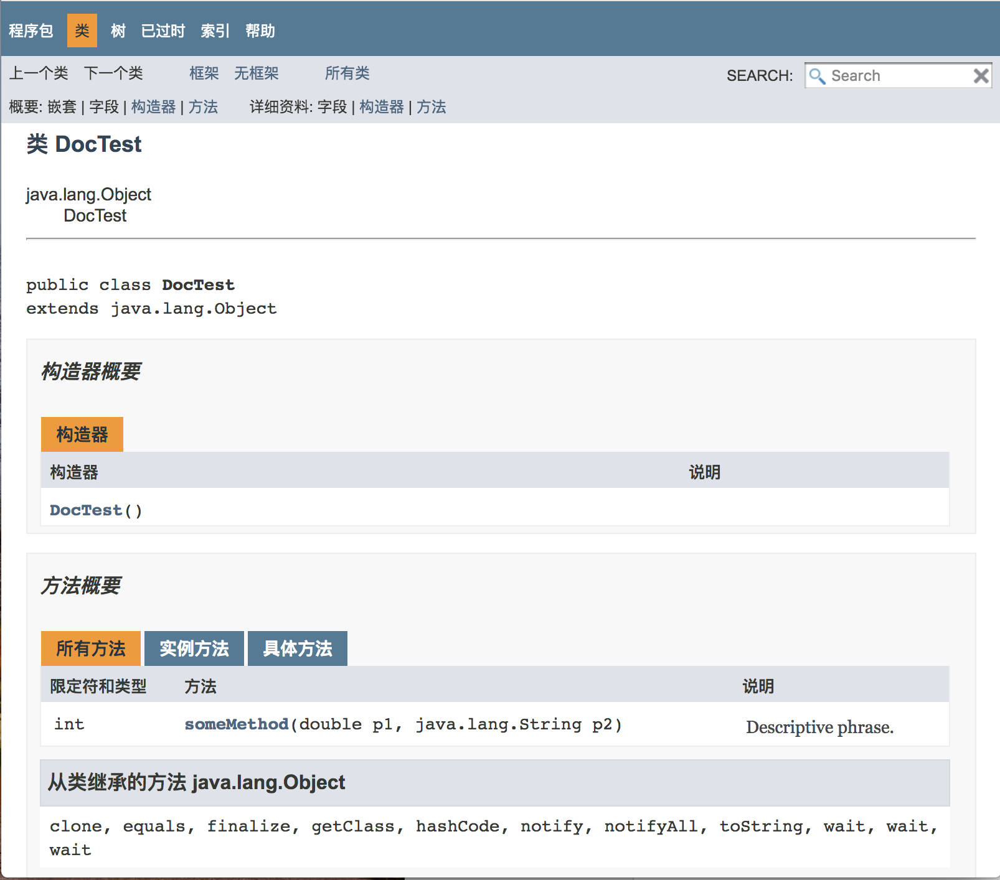 程序包 类 树 已过时 索引 帮助
上一个类 下一个类 框架 无框架 所有类 SEARCH: Search
概要: 嵌套 | 字段 | 构造器 | 方法 详细资料: 字段 | 构造器 | 方法
类 DocTest
java.lang.Object
DocTest
public class DocTest
extends java.lang.Object
构造器概要
构造器
构造器 说明
DocTest()
方法概要
所有方法 实例方法 具体方法
限定符和类型 方法 说明
int someMethod(double p1, java.lang.String p2) Descriptive phrase.
从类继承的方法 java.lang.Object
clone, equals, finalize, getClass, hashCode, notify, notifyAll, toString, wait, wait,
wait